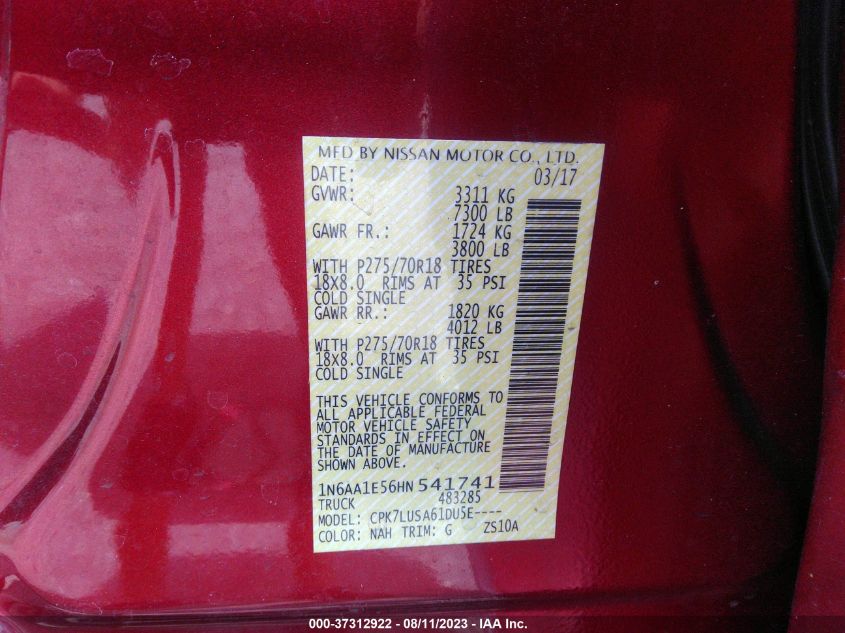 MFD BY NISSAN MOTOR CO., LTD.
DATE: 03/17
GVWR: 3311 KG
7300 LB
GAWR FR.: 1724 KG
3800 LB
WITH P275/70R18 TIRES
18X8.0 RIMS AT 35 PSI
COLD SINGLE
GAWR RR.: 1820 KG
4012 LB
WITH P275/70R18 TIRES
18X8.0 RIMS AT 35 PSI
COLD SINGLE
THIS VEHICLE CONFORMS TO
ALL APPLICABLE FEDERAL
MOTOR VEHICLE SAFETY
STANDARDS IN EFFECT ON
THE DATE OF MANUFACTURE
SHOWN ABOVE.
1N6AA1E56HN541741
TRUCK 483285
MODEL: CPK7LUSA61DU5E----
COLOR: NAH TRIM: G ZS10A
000-37312922 - 08/11/2023 - © IAA Inc.